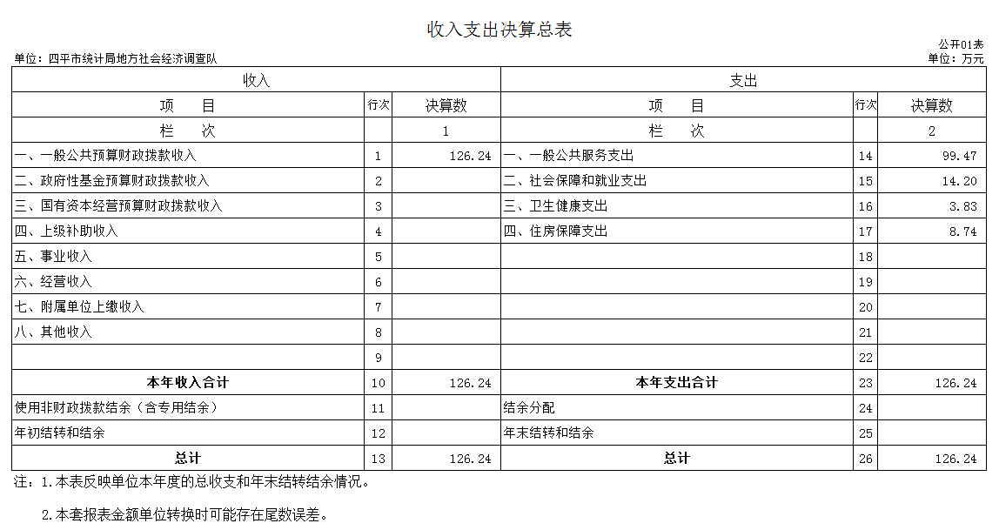 收入支出决算总表
公开01表
单位：四平市统计局地方社会经济调查队 单位：万元
收入 支出
项 目 行次 决算数 项 目 行次 决算数
栏 次 1 栏 次 2
一、一般公共预算财政拨款收入 1 126.24 一、一般公共服务支出 14 99.47
二、政府性基金预算财政拨款收入 2 二、社会保障和就业支出 15 14.20
三、国有资本经营预算财政拨款收入 3 三、卫生健康支出 16 3.83
四、上级补助收入 4 四、住房保障支出 17 8.74
五、事业收入 5 18
六、经营收入 6 19
七、附属单位上缴收入 7 20
八、其他收入 8 21
9 22
本年收入合计 10 126.24 本年支出合计 23 126.24
使用非财政拨款结余（含专用结余） 11 结余分配 24
年初结转和结余 12 年末结转和结余 25
总计 13 126.24 总计 26 126.24
注：1.本表反映单位本年度的总收支和年末结转结余情况。
2.本套报表金额单位转换时可能存在尾数误差。